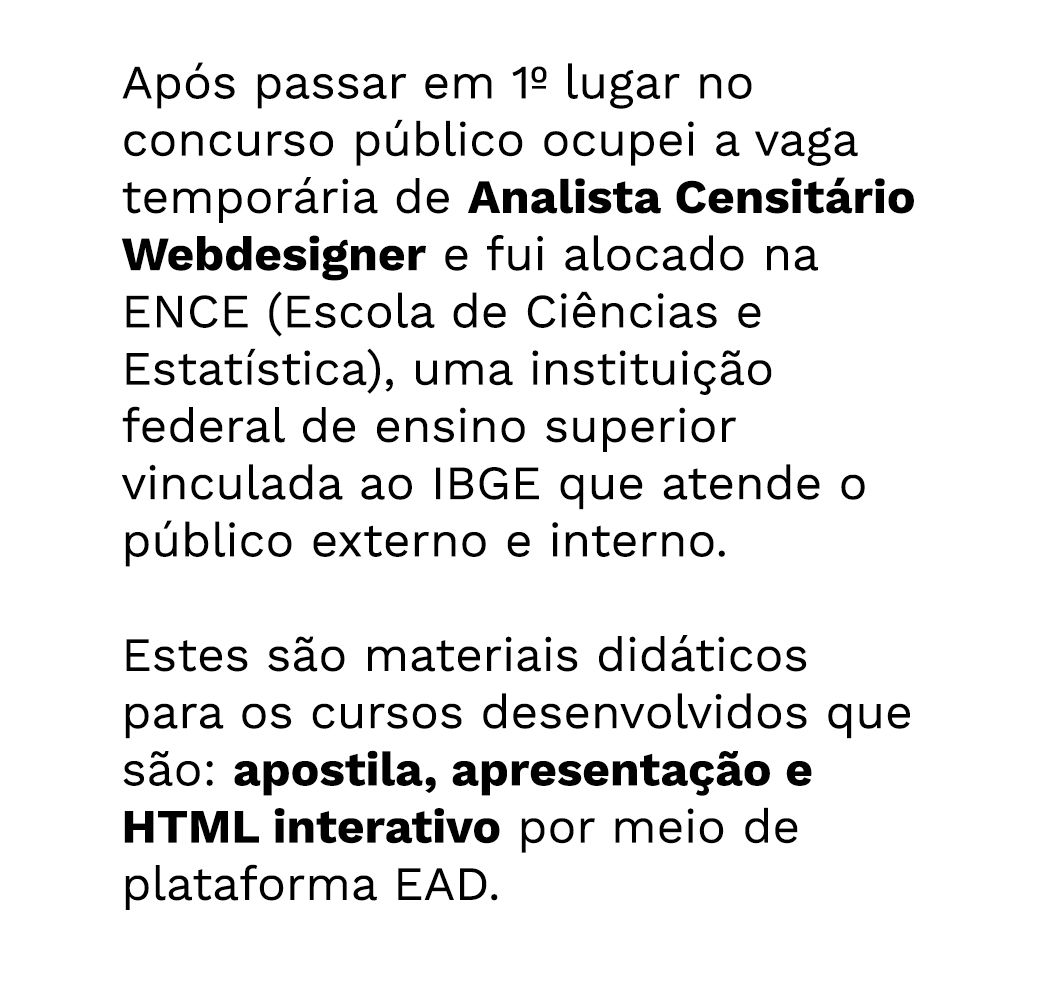 Após passar em 1º lugar no
concurso público ocupei a vaga
temporária de Analista Censitário
Webdesigner e fui alocado na
ENCE (Escola de Ciências e
Estatística), uma instituição
federal de ensino superior
vinculada ao IBGE que atende o
público externo e interno.
Estes são materiais didáticos
para os cursos desenvolvidos que
são: apostila, apresentação e
HTML interativo por meio de
plataforma EAD.